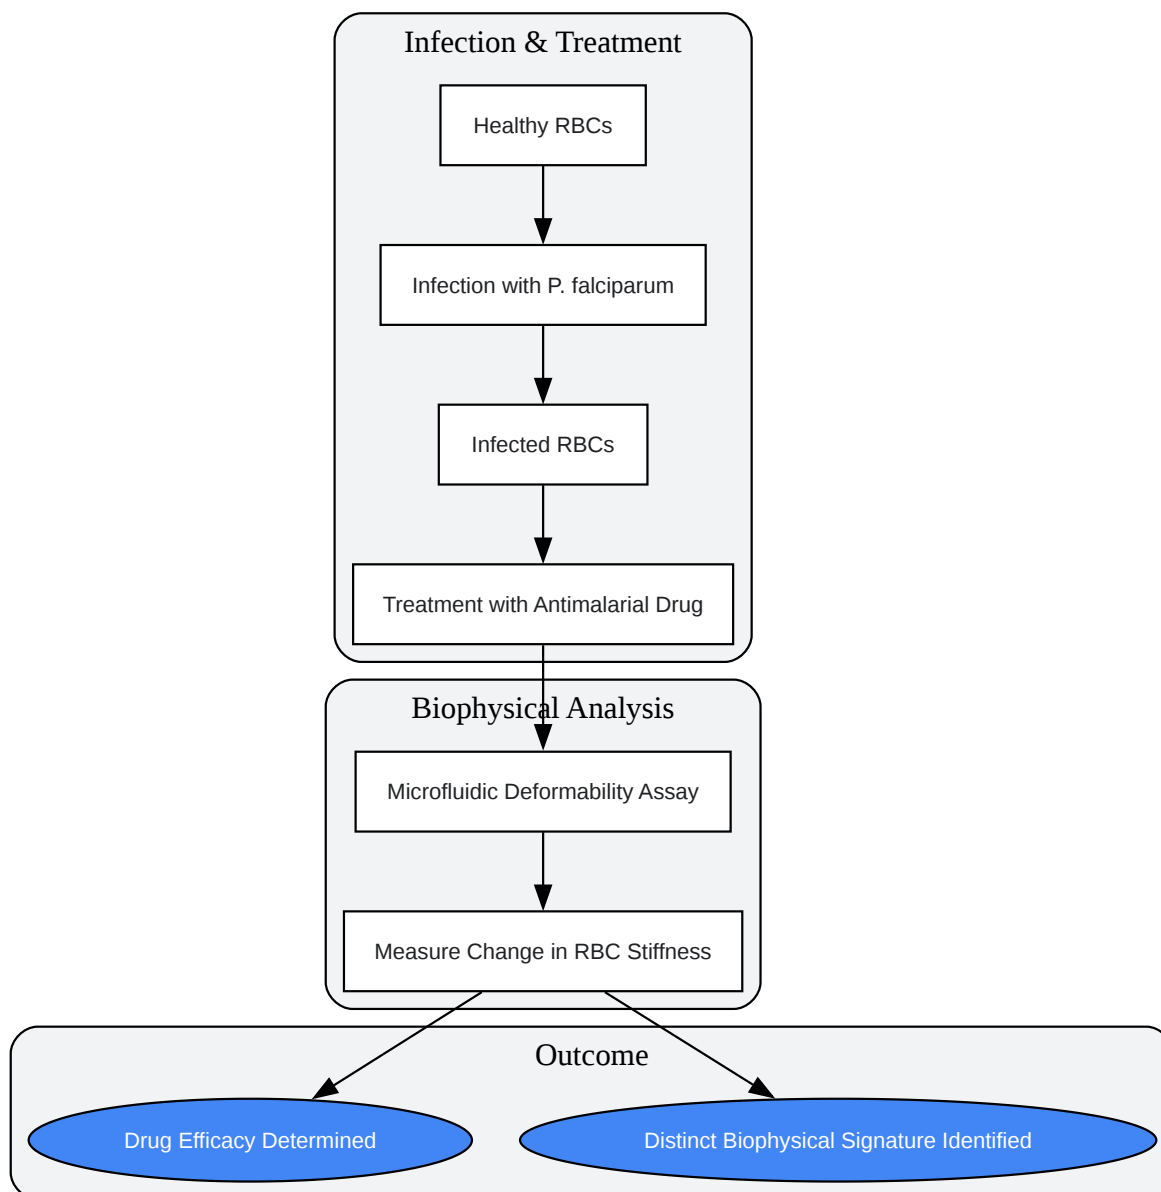 Infection & Treatment
Healthy RBCs
Infection with P. falciparum
Infected RBCs
Treatment with Antimalarial Drug
Biophysical Analysis
Microfluidic Deformability Assay
Measure Change in RBC Stiffness
Outcome
Drug Efficacy Determined
Distinct Biophysical Signature Identified